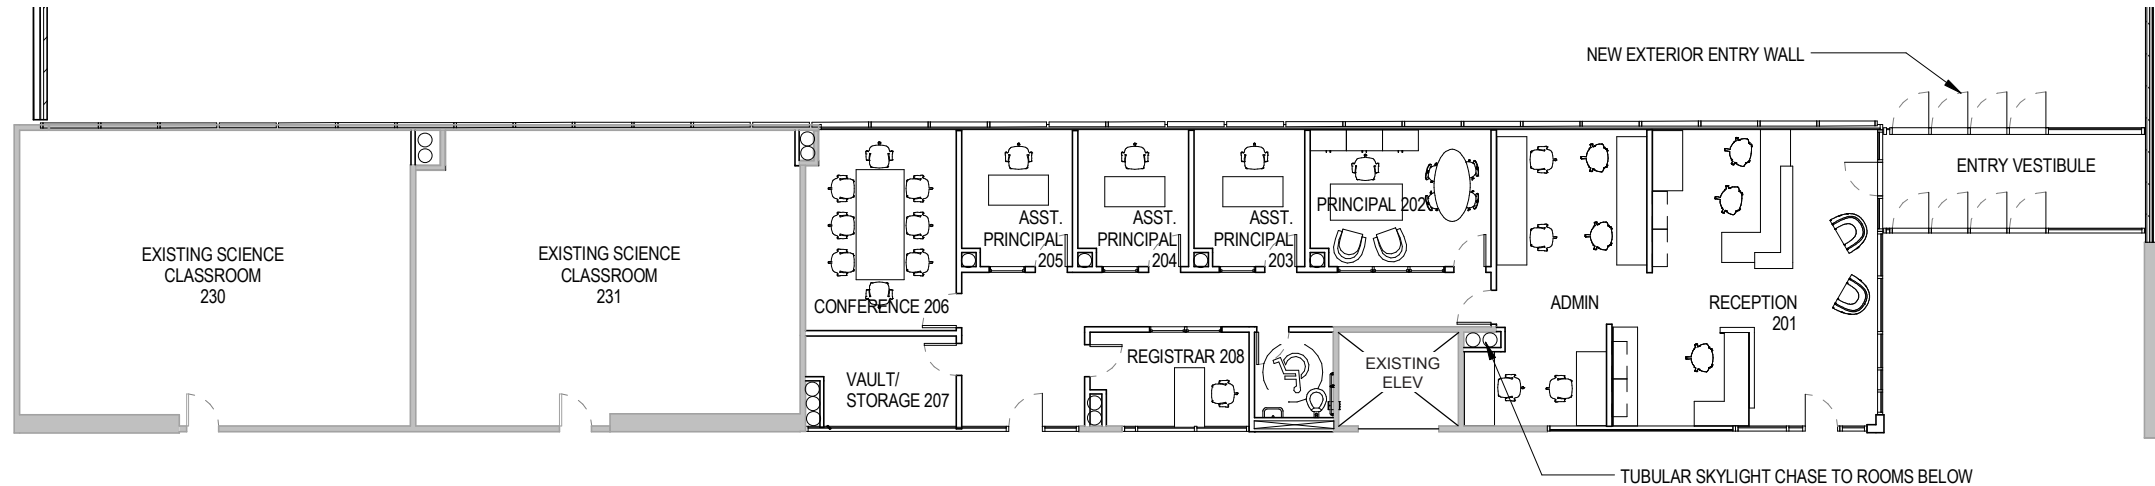 NEW EXTERIOR ENTRY WALL
ENTRY VESTIBULE
EXISTING SCIENCE
CLASSROOM
230
EXISTING SCIENCE
CLASSROOM
231
CONFERENCE 206
ASST.
PRINCIPAL
205
ASST.
PRINCIPAL
204
ASST.
PRINCIPAL
203
PRINCIPAL 202
ADMIN
RECEPTION
201
VAULT/
STORAGE 207
REGISTRAR 208
EXISTING
ELEV
TUBULAR SKYLIGHT CHASE TO ROOMS BELOW